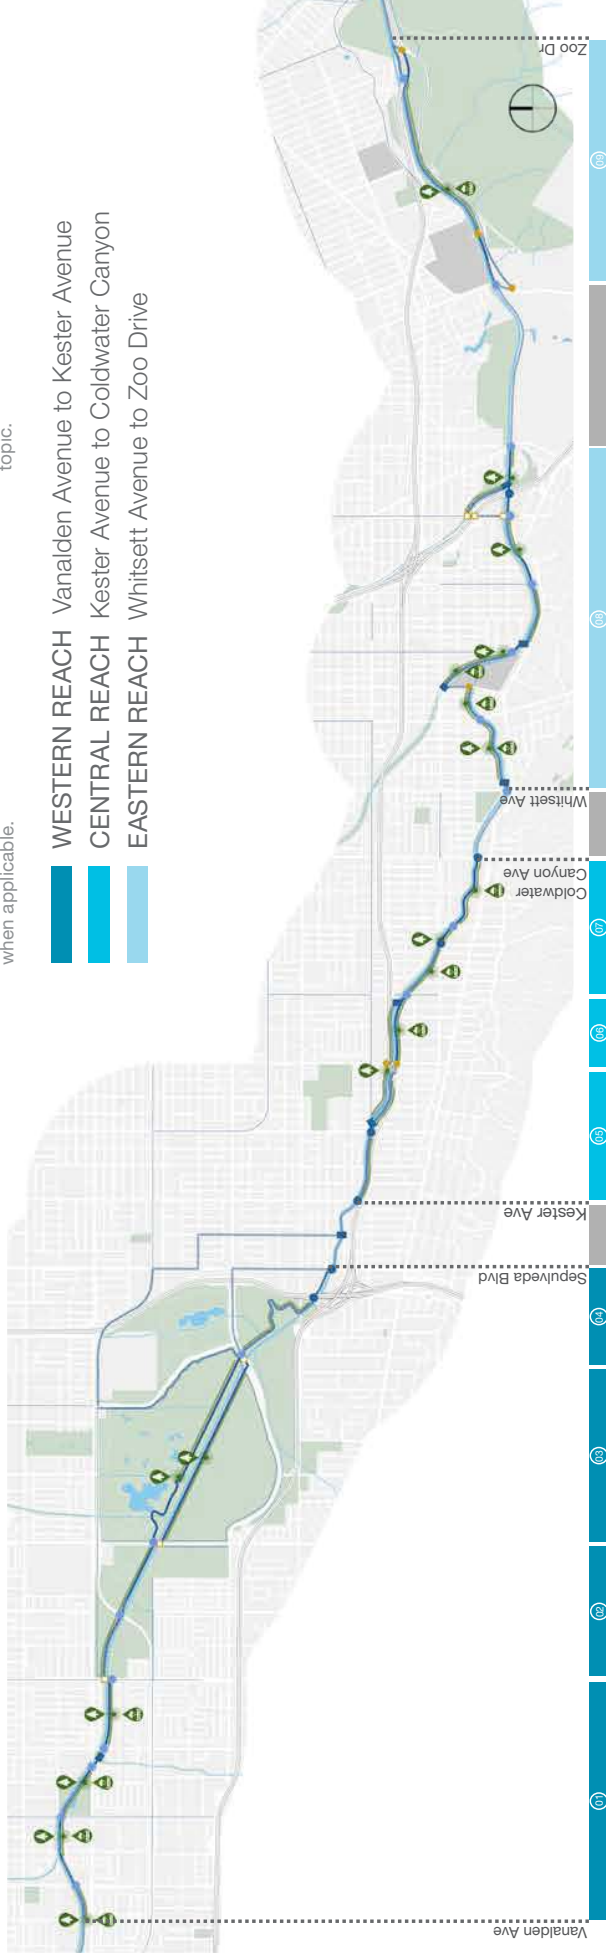 when applicable.
topic.
WESTERN REACH Vanalden Avenue to Kester Avenue
CENTRAL REACH Kester Avenue to Coldwater Canyon
EASTERN REACH Whitsett Avenue to Zoo Drive
Vanalden Ave
Sepulveda Blvd
Kester Ave
Coldwater
Canyon Ave
Whitsett Ave
Zoo Dr
01
02
03
04
05
06
07
08
09